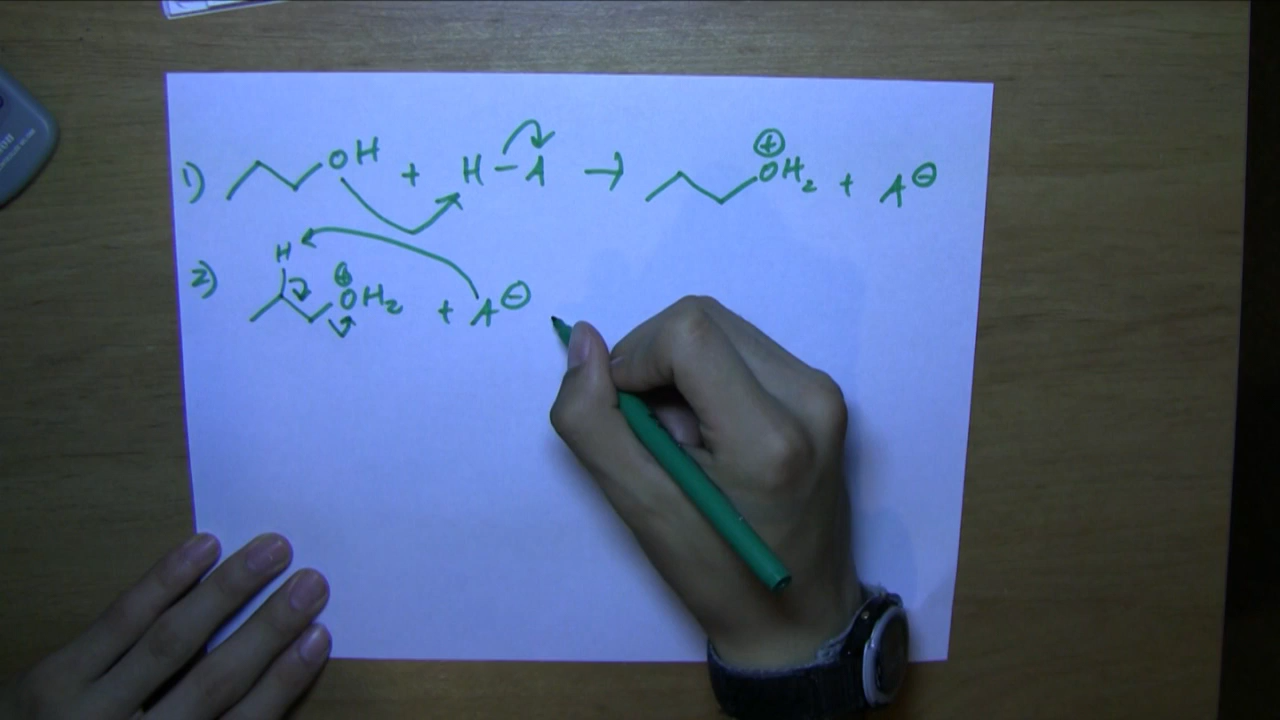 1) OH + H-A → ⊕OH₂ + A⊖
2) H ⊕OH₂ + A⊖